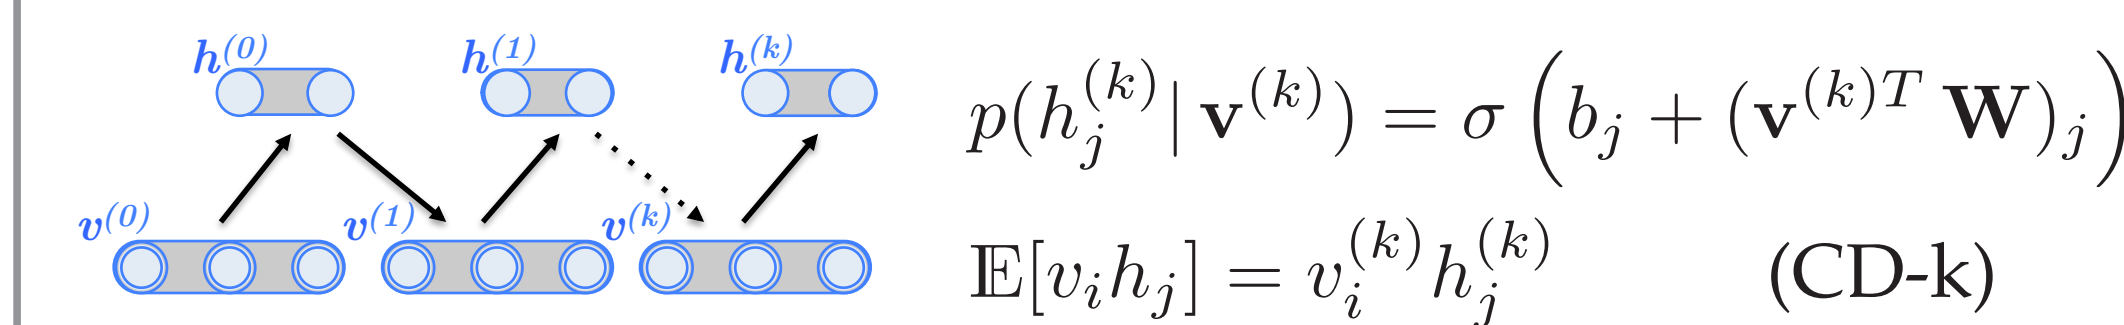 h^(0) h^(1) h^(k)
p(h_j^(k) | v^(k)) = σ (b_j + (v^(k)T W)_j)
v^(0) v^(1) v^(k)
𝔼[v_i h_j] = v_i^(k) h_j^(k) (CD-k)